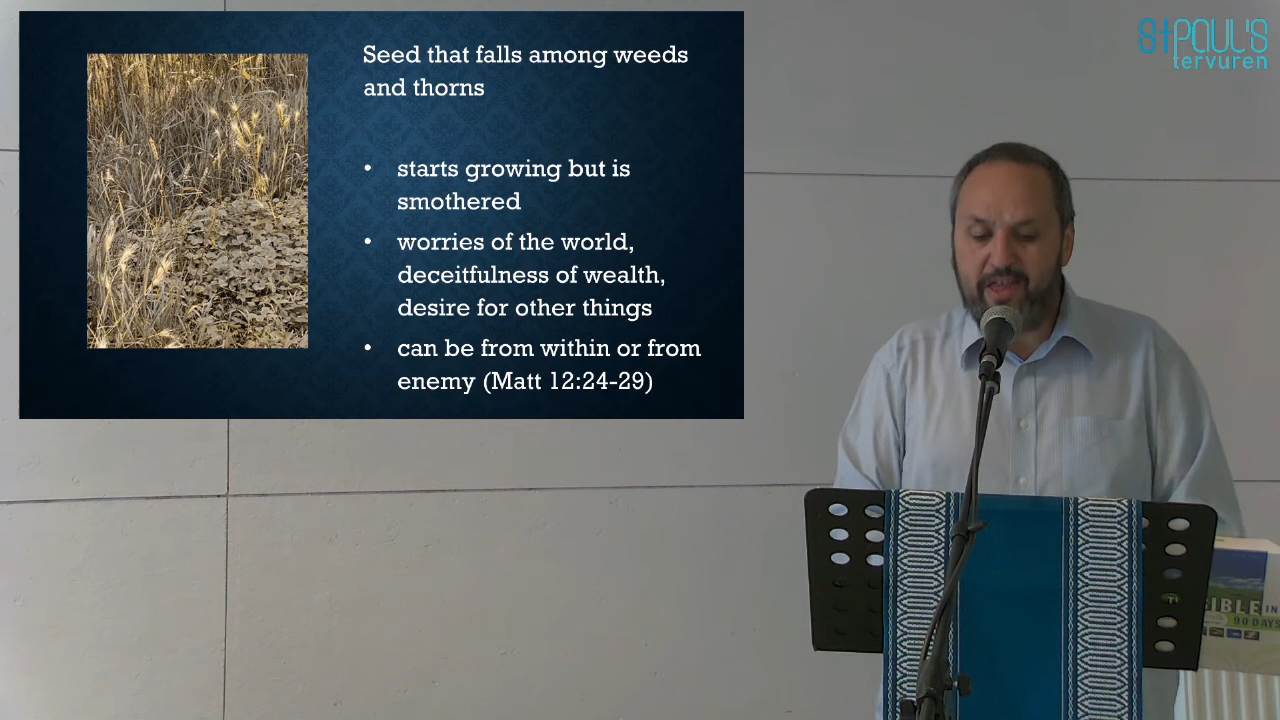 Seed that falls among weeds
and thorns
• starts growing but is
smothered
• worries of the world,
deceitfulness of wealth,
desire for other things
• can be from within or from
enemy (Matt 12:24-29)
St PAUL'S
tervuren
IBLE IN
90 DAYS